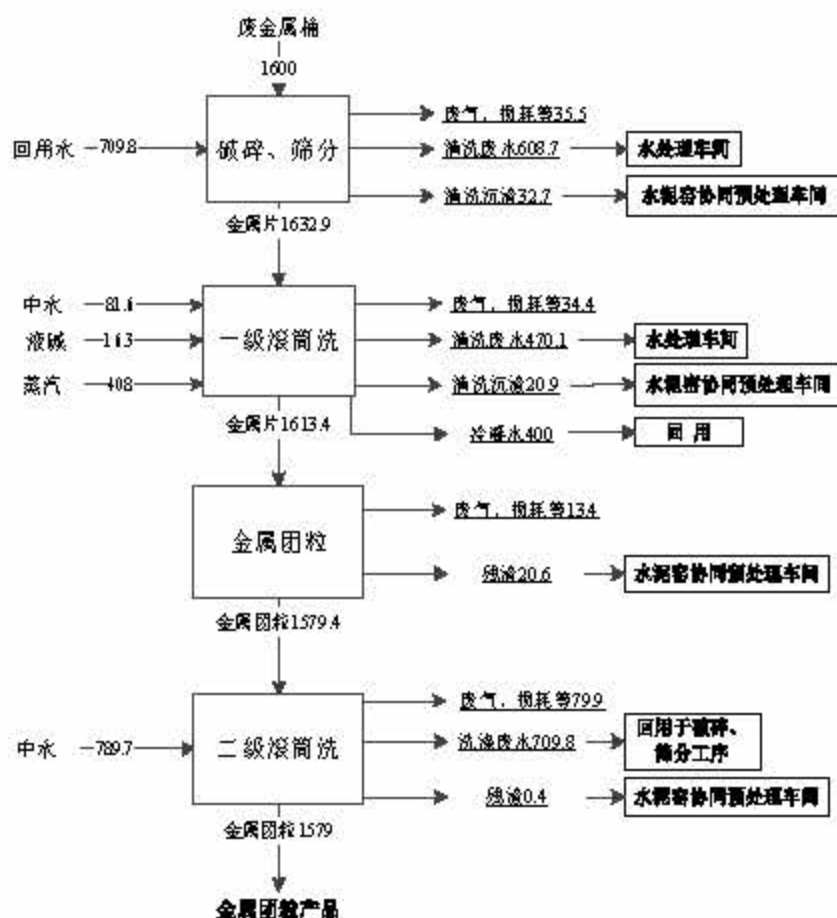 废金属桶
1600
回用水 709.8
破碎、筛分
废气，损耗等35.5
清洗废水608.7 水处理车间
清洗沉渣32.7 水泥窑协同预处理车间
金属片1632.9
中水 81.6
液碱 16.3
蒸汽 408
一级滚筒洗
废气，损耗等34.4
清洗废水470.1 水处理车间
清洗沉渣20.9 水泥窑协同预处理车间
冷凝水400 回 用
金属片1613.4
金属团粒
废气，损耗等13.4
残渣20.6 水泥窑协同预处理车间
金属团粒1579.4
中水 789.7
二级滚筒洗
废气，损耗等79.9
洗涤废水709.8 回用于破碎、
筛分工序
残渣0.4 水泥窑协同预处理车间
金属团粒1579
金属团粒产品